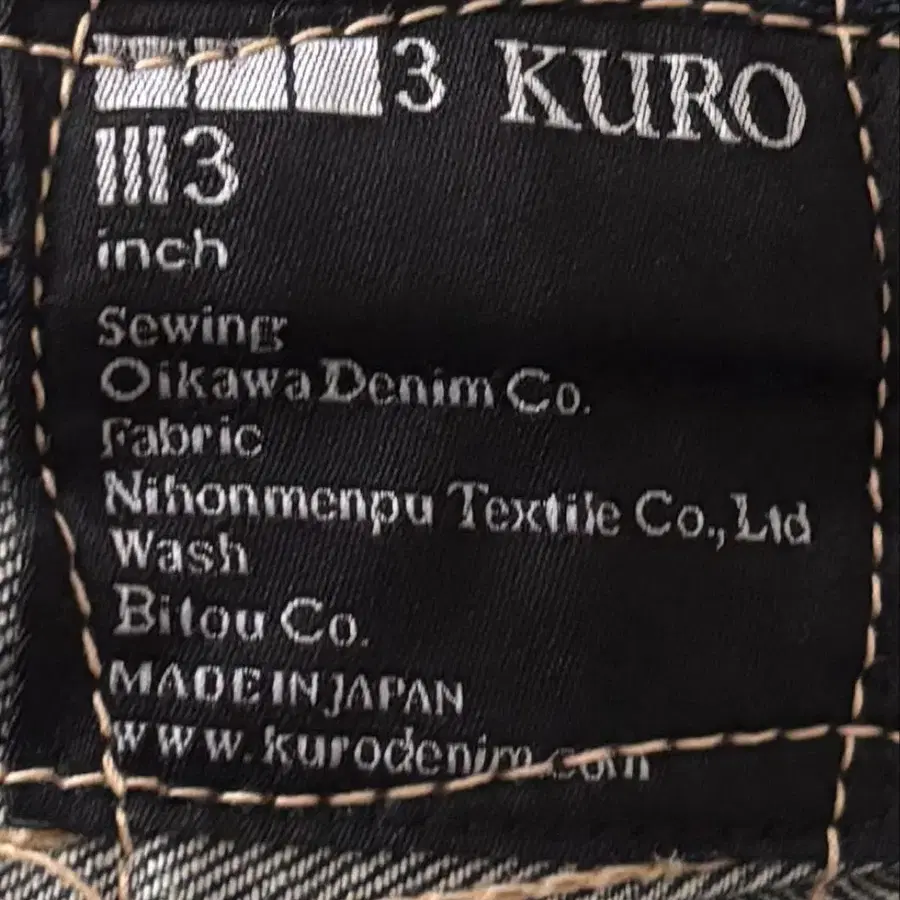 3 KURO
III3
inch
Sewing
Oikawa Denim Co.
Fabric
Nihonmenpu Textile Co., Ltd
Wash
Bitou Co.
MADE IN JAPAN
www.kurodenim.com